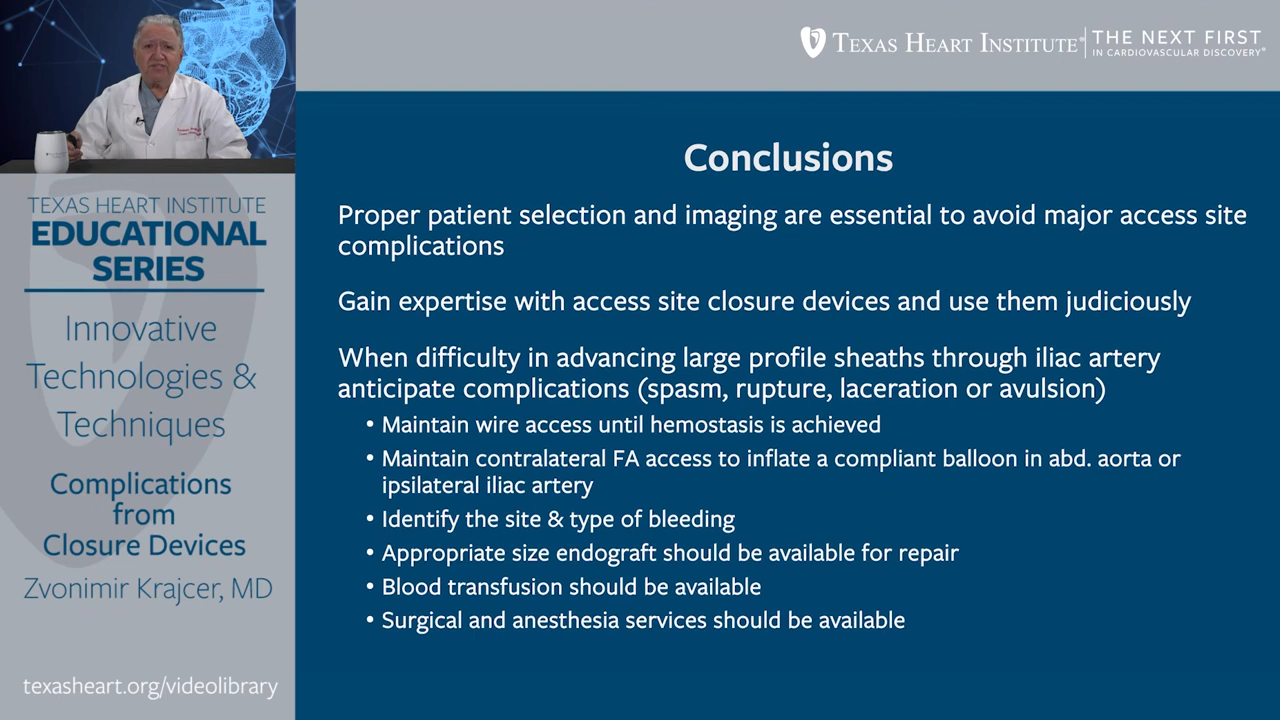 TEXAS HEART INSTITUTE®
THE NEXT FIRST
IN CARDIOVASCULAR DISCOVERY®
TEXAS HEART INSTITUTE
EDUCATIONAL
SERIES
Innovative
Technologies &
Techniques
Complications
from
Closure Devices
Zvonimir Krajcer, MD
texasheart.org/videolibrary
Conclusions
Proper patient selection and imaging are essential to avoid major access site
complications
Gain expertise with access site closure devices and use them judiciously
When difficulty in advancing large profile sheaths through iliac artery
anticipate complications (spasm, rupture, laceration or avulsion)
• Maintain wire access until hemostasis is achieved
• Maintain contralateral FA access to inflate a compliant balloon in abd. aorta or
ipsilateral iliac artery
• Identify the site & type of bleeding
• Appropriate size endograft should be available for repair
• Blood transfusion should be available
• Surgical and anesthesia services should be available